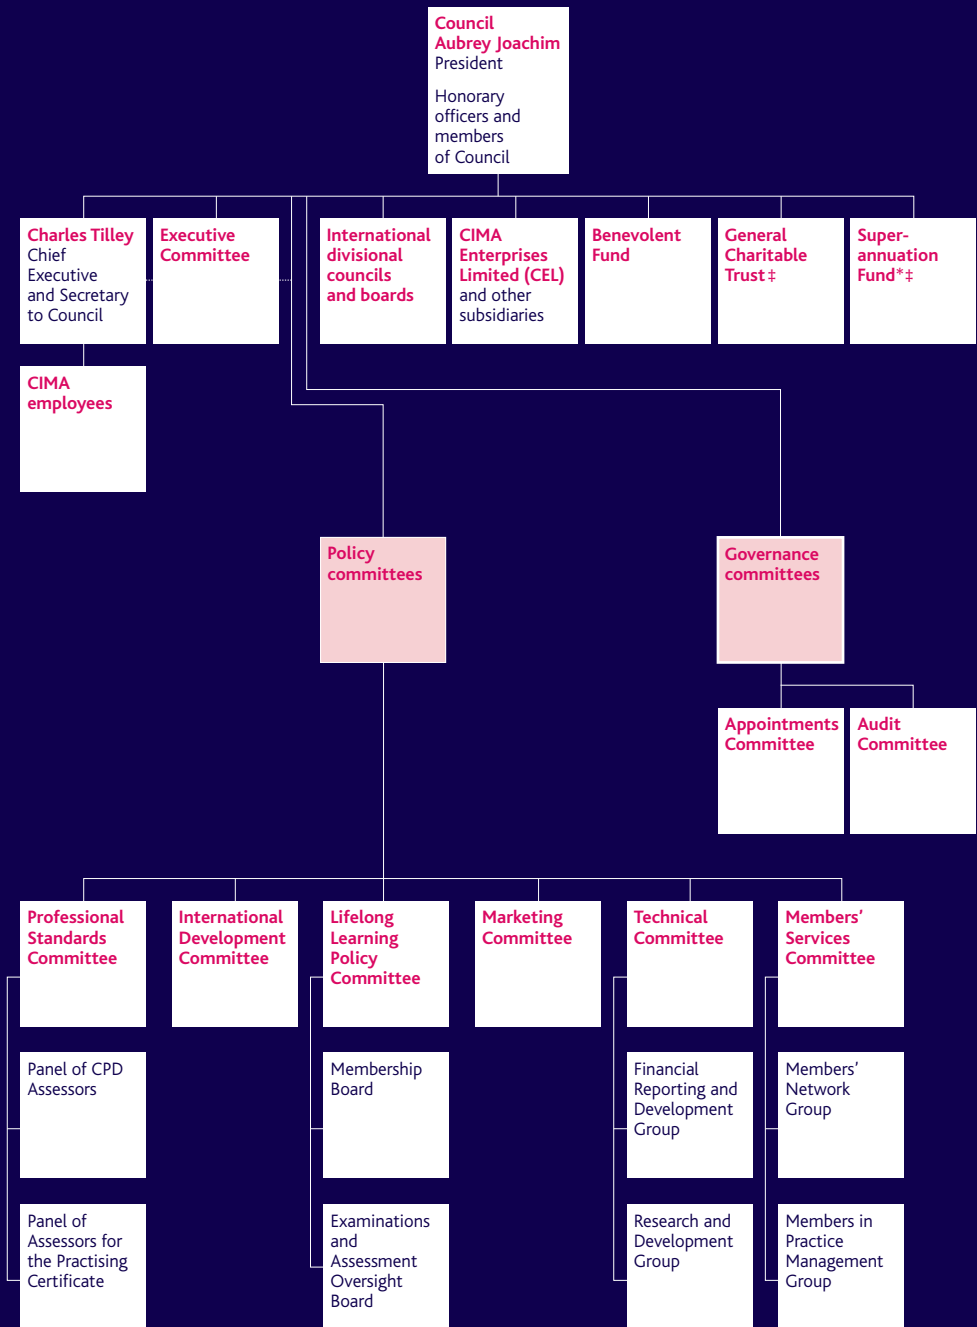 Council
Aubrey Joachim
President
Honorary
officers and
members
of Council
Charles Tilley
Chief
Executive
and Secretary
to Council
Executive
Committee
International
divisional
councils
and boards
CIMA
Enterprises
Limited (CEL)
and other
subsidiaries
Benevolent
Fund
General
Charitable
Trust‡
Super-
annuation
Fund*‡
CIMA
employees
Policy
committees
Governance
committees
Appointments
Committee
Audit
Committee
Professional
Standards
Committee
International
Development
Committee
Lifelong
Learning
Policy
Committee
Marketing
Committee
Technical
Committee
Members’
Services
Committee
Panel of CPD
Assessors
Membership
Board
Financial
Reporting and
Development
Group
Members’
Network
Group
Panel of
Assessors for
the Practising
Certificate
Examinations
and
Assessment
Oversight
Board
Research and
Development
Group
Members in
Practice
Management
Group